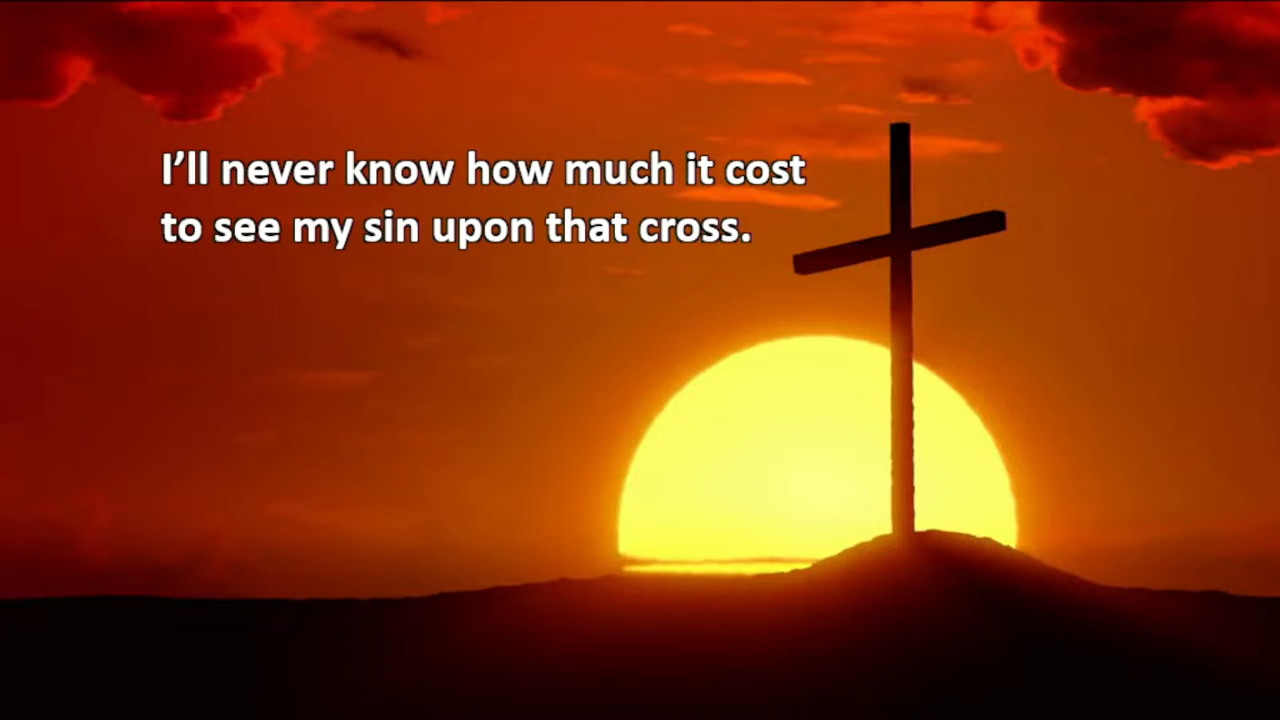 I’ll never know how much it cost
to see my sin upon that cross.